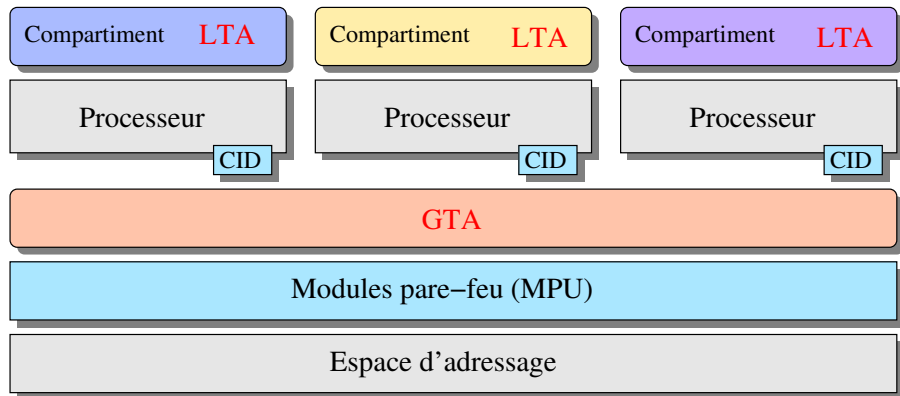 Compartiment LTA
Compartiment LTA
Compartiment LTA
Processeur
Processeur
Processeur
CID
CID
CID
GTA
Modules pare−feu (MPU)
Espace d’adressage